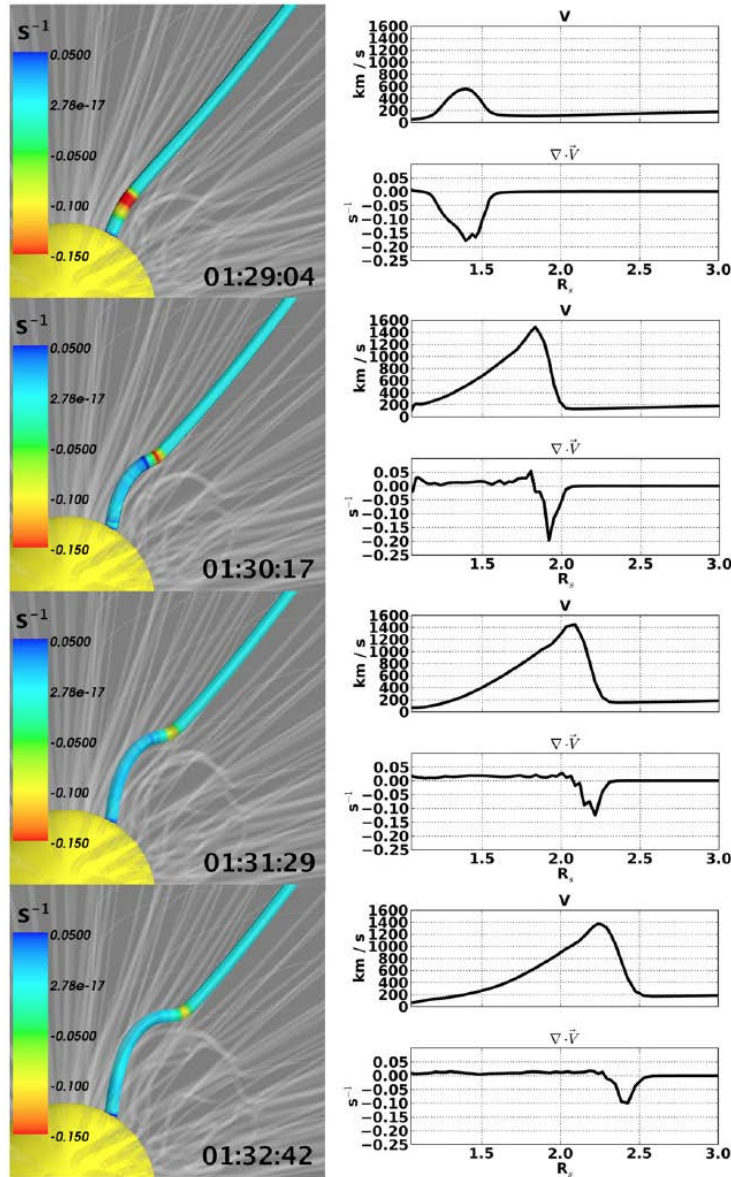 S⁻¹
0.0500
2.78e-17
-0.0500
-0.100
-0.150
01:29:04
V
km / s
1600
1400
1200
1000
800
600
400
200
0
∇·V⃗
s⁻¹
0.00
−0.05
−0.10
−0.15
−0.20
−0.25
1.5 2.0 2.5 3.0
Rₛ
S⁻¹
0.0500
2.78e-17
-0.0500
-0.100
-0.150
01:30:17
V
km / s
1600
1400
1200
1000
800
600
400
200
0
∇·V⃗
s⁻¹
0.05
0.00
−0.05
−0.10
−0.15
−0.20
−0.25
1.5 2.0 2.5 3.0
Rₛ
S⁻¹
0.0500
2.78e-17
-0.0500
-0.100
-0.150
01:31:29
V
km / s
1600
1400
1200
1000
800
600
400
200
0
∇·V⃗
s⁻¹
0.05
0.00
−0.05
−0.10
−0.15
−0.20
−0.25
1.5 2.0 2.5 3.0
Rₛ
S⁻¹
0.0500
2.78e-17
-0.0500
-0.100
-0.150
01:32:42
V
km / s
1600
1400
1200
1000
800
600
400
200
0
∇·V⃗
s⁻¹
0.05
0.00
−0.05
−0.10
−0.15
−0.20
−0.25
1.5 2.0 2.5 3.0
Rₛ